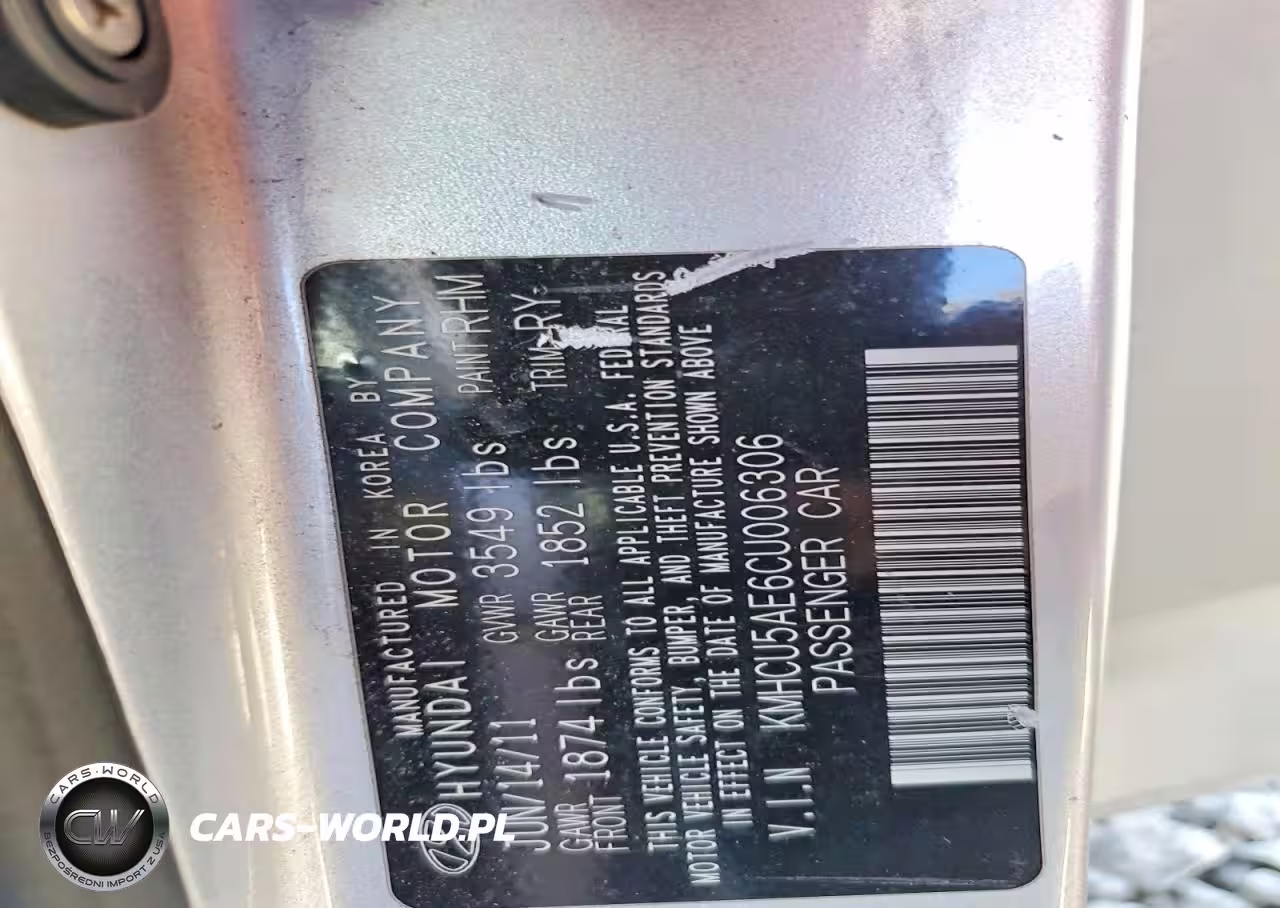 MANUFACTURED IN KOREA BY
HYUNDAI MOTOR COMPANY
JUN/14/11 GVWR 3549 lbs PAINT RHM
GAWR FRONT 1874 lbs GAWR REAR 1852 lbs TRIM RY
THIS VEHICLE CONFORMS TO ALL APPLICABLE U.S.A. FEDERAL
MOTOR VEHICLE SAFETY, BUMPER, AND THEFT PREVENTION STANDARDS
IN EFFECT ON THE DATE OF MANUFACTURE SHOWN ABOVE
V.I.N KMHCU5AE6CU006306
PASSENGER CAR
CARS-WORLD
CW
BEZPOŚREDNI IMPORT Z USA
CARS-WORLD.PL